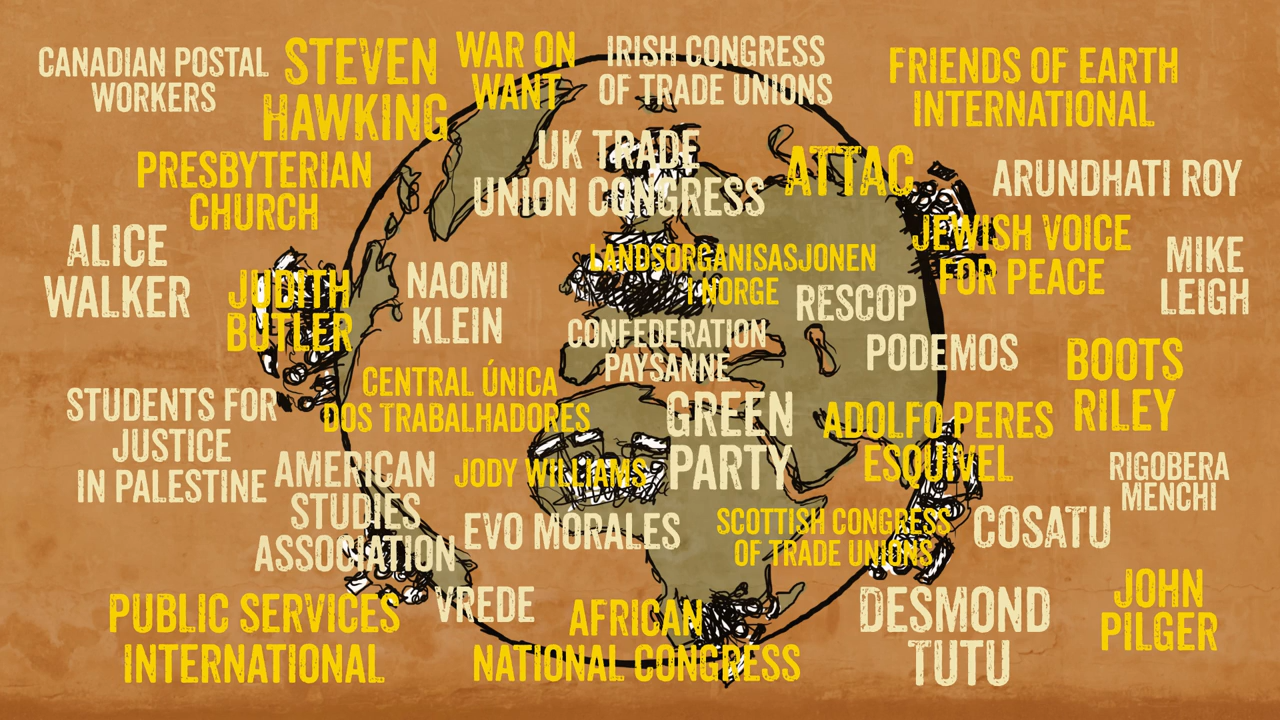 CANADIAN POSTAL
WORKERS
STEVEN
HAWKING
WAR ON
WANT
IRISH CONGRESS
OF TRADE UNIONS
FRIENDS OF EARTH
INTERNATIONAL
PRESBYTERIAN
CHURCH
UK TRADE
UNION CONGRESS
ATTAC
ARUNDHATI ROY
ALICE
WALKER
JUDITH
BUTLER
NAOMI
KLEIN
LANDSORGANISASJONEN
I NORGE
RESCOP
JEWISH VOICE
FOR PEACE
MIKE
LEIGH
CONFEDERATION
PAYSANNE
PODEMOS
BOOTS
RILEY
CENTRAL ÚNICA
DOS TRABALHADORES
STUDENTS FOR
JUSTICE
IN PALESTINE
GREEN
PARTY
ADOLFO PERES
ESQUIVEL
AMERICAN
STUDIES
ASSOCIATION
JODY WILLIAMS
RIGOBERA
MENCHI
EVO MORALES
SCOTTISH CONGRESS
OF TRADE UNIONS
COSATU
PUBLIC SERVICES
INTERNATIONAL
VREDE
AFRICAN
NATIONAL CONGRESS
DESMOND
TUTU
JOHN
PILGER